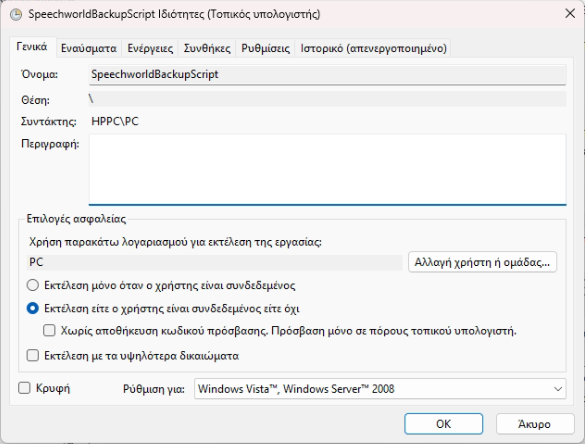 SpeechworldBackupScript Ιδιότητες (Τοπικός υπολογιστής)
Γενικά Εναύσματα Ενέργειες Συνθήκες Ρυθμίσεις Ιστορικό (απενεργοποιημένο)
Όνομα: SpeechworldBackupScript
Θέση: \
Συντάκτης: HPPC\PC
Περιγραφή:
Επιλογές ασφαλείας
Χρήση παρακάτω λογαριασμού για εκτέλεση της εργασίας:
PC Αλλαγή χρήστη ή ομάδας...
Εκτέλεση μόνο όταν ο χρήστης είναι συνδεδεμένος
Εκτέλεση είτε ο χρήστης είναι συνδεδεμένος είτε όχι
Χωρίς αποθήκευση κωδικού πρόσβασης. Πρόσβαση μόνο σε πόρους τοπικού υπολογιστή.
Εκτέλεση με τα υψηλότερα δικαιώματα
Κρυφή Ρύθμιση για: Windows Vista™, Windows Server™ 2008
OK Άκυρο